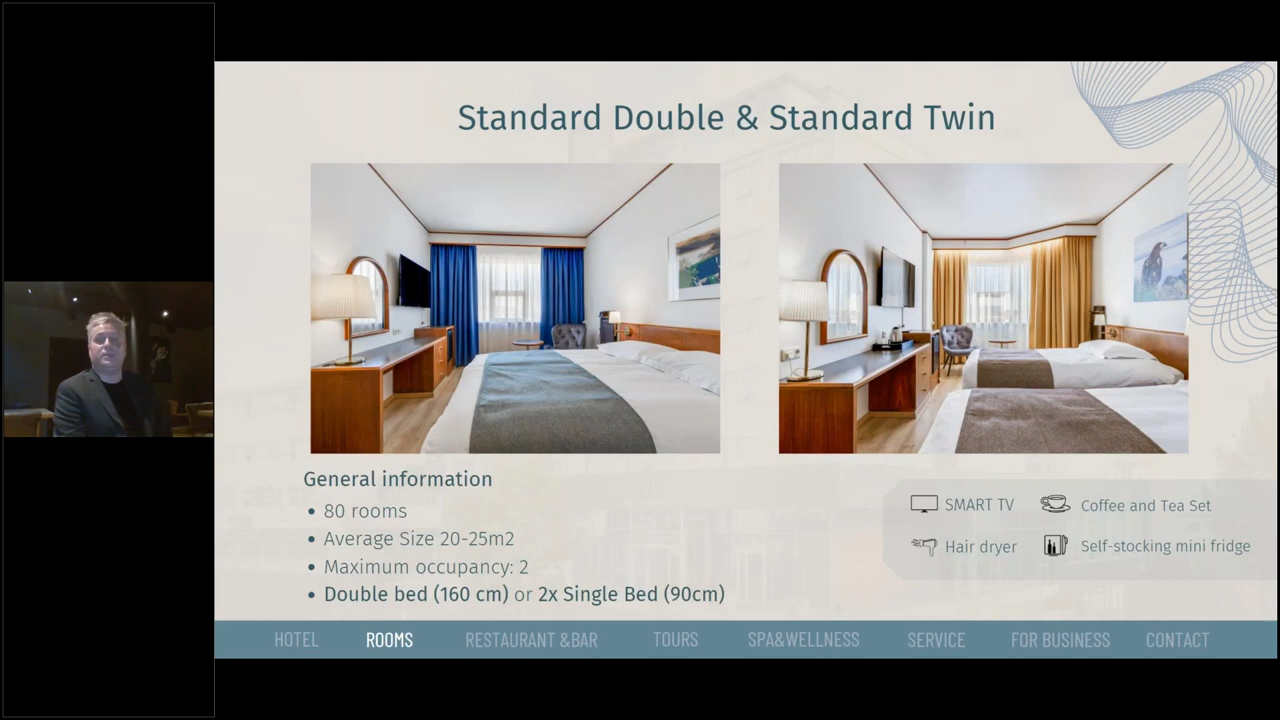 Standard Double & Standard Twin
General information
• 80 rooms
• Average Size 20-25m2
• Maximum occupancy: 2
• Double bed (160 cm) or 2x Single Bed (90cm)
SMART TV
Coffee and Tea Set
Hair dryer
Self-stocking mini fridge
HOTEL ROOMS RESTAURANT &BAR TOURS SPA&WELLNESS SERVICE FOR BUSINESS CONTACT